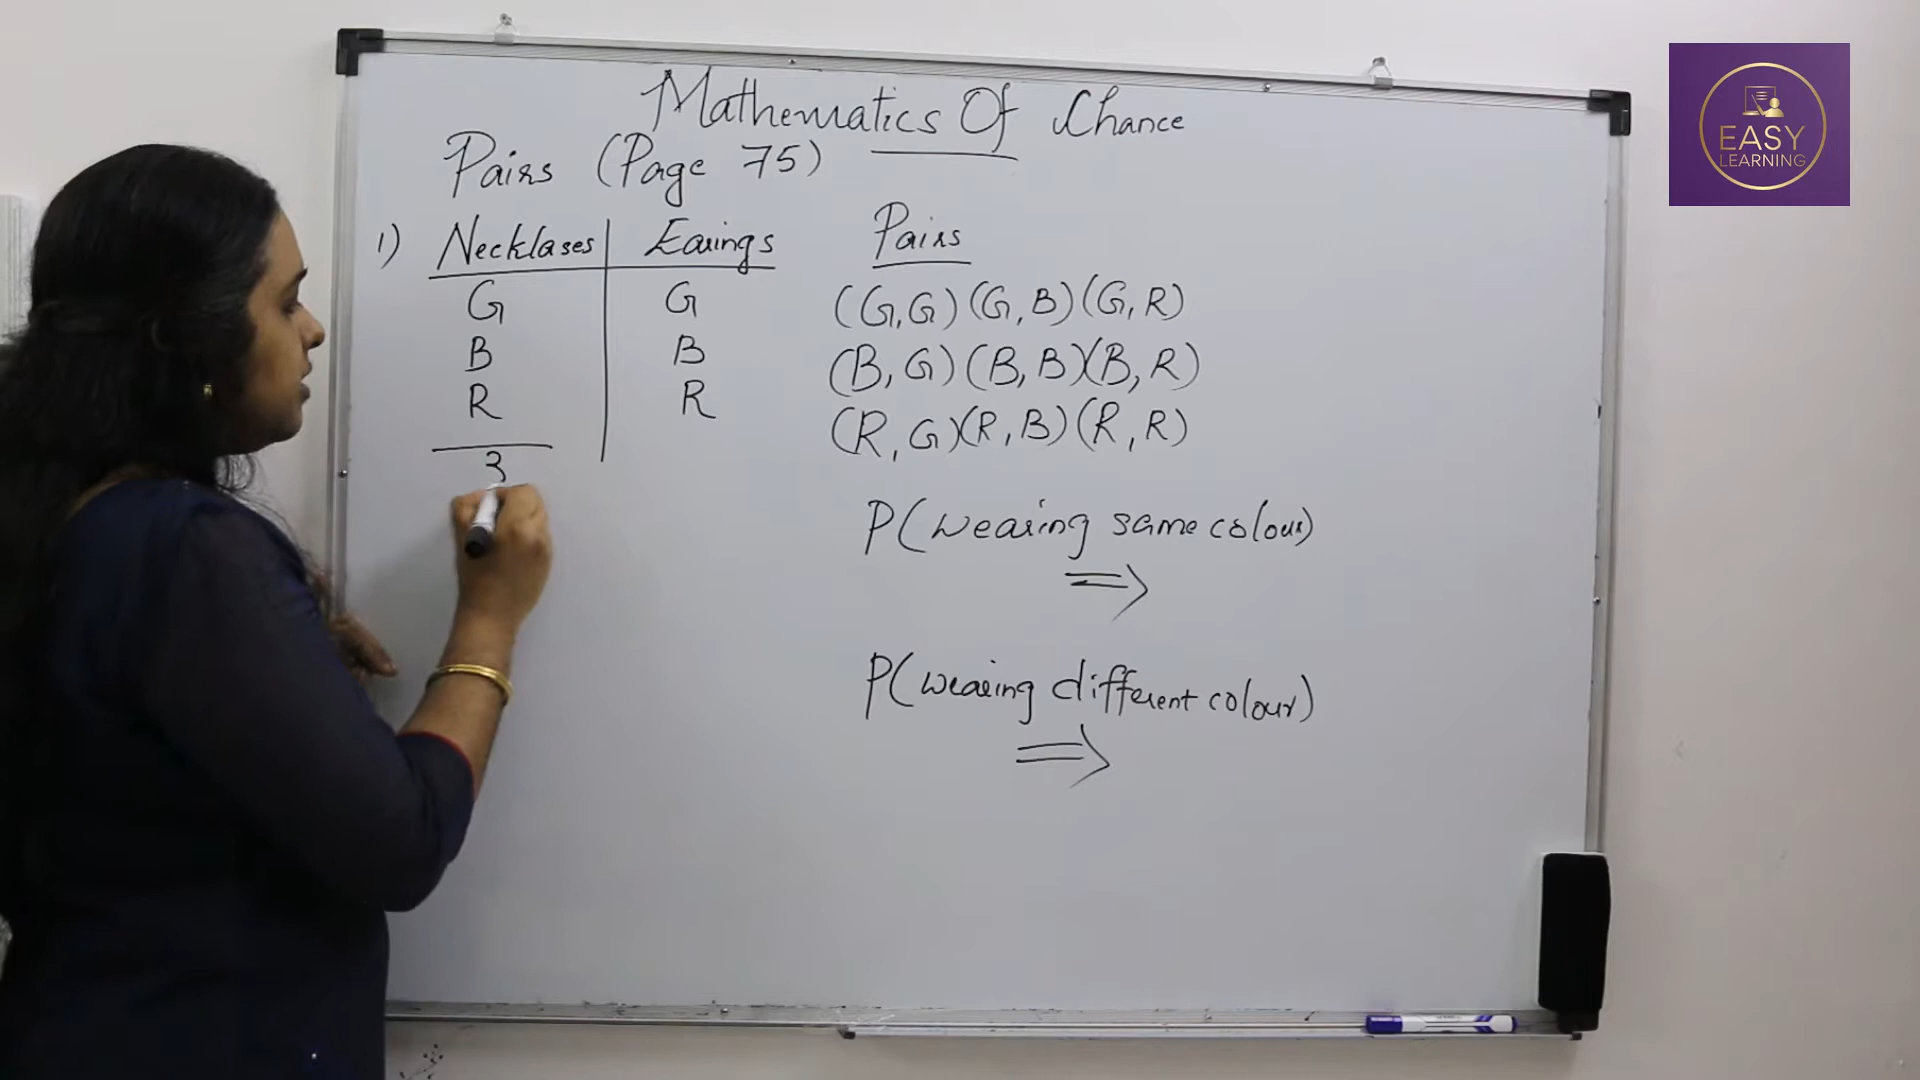 Mathematics Of Chance
Pairs (Page 75)
1) Necklases Earings Pairs
G G (G,G) (G,B) (G,R)
B B (B,G) (B,B) (B,R)
R R (R,G) (R,B) (R,R)
3
P(wearing same colour)
⇒
P(wearing different colour)
⇒
EASY
LEARNING